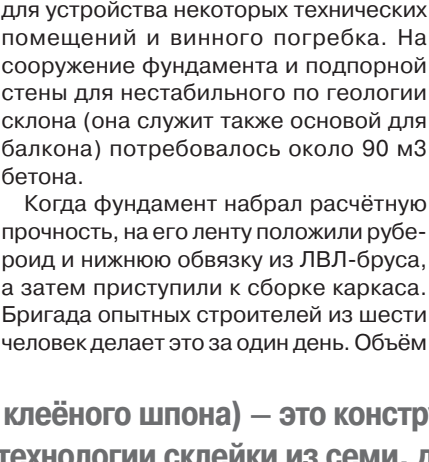 для устройства некоторых технических
помещений и винного погребка. На
сооружение фундамента и подпорной
стены для нестабильного по геологии
склона (она служит также основой для
балкона) потребовалось около 90 м3
бетона.
Когда фундамент набрал расчётную
прочность, на его ленту положили рубе-
роид и нижнюю обвязку из ЛВЛ-бруса,
а затем приступили к сборке каркаса.
Бригада опытных строителей из шести
человек делает это за один день. Объём
клеёного шпона) – это констру
технологии склейки из семи, д